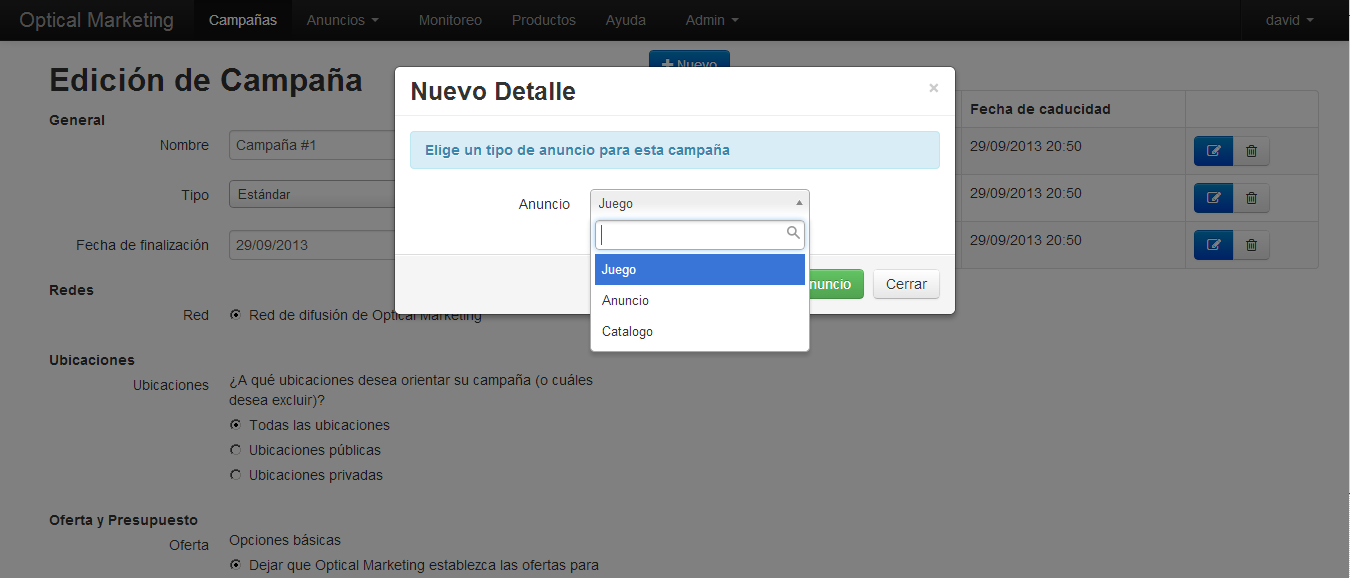 Optical Marketing Campañas Anuncios Monitoreo Productos Ayuda Admin david
Edición de Campaña
Nuevo
General
Nombre Campaña #1
Tipo Estándar
Fecha de finalización 29/09/2013
Redes
Red Red de difusión de Optical Marketing
Ubicaciones
Ubicaciones ¿A qué ubicaciones desea orientar su campaña (o cuáles
desea excluir)?
Todas las ubicaciones
Ubicaciones públicas
Ubicaciones privadas
Oferta y Presupuesto
Oferta Opciones básicas
Dejar que Optical Marketing establezca las ofertas para
Nuevo Detalle ×
Elige un tipo de anuncio para esta campaña
Anuncio Juego
Juego
Anuncio
Catalogo
Cerrar
Fecha de caducidad
29/09/2013 20:50
29/09/2013 20:50
29/09/2013 20:50